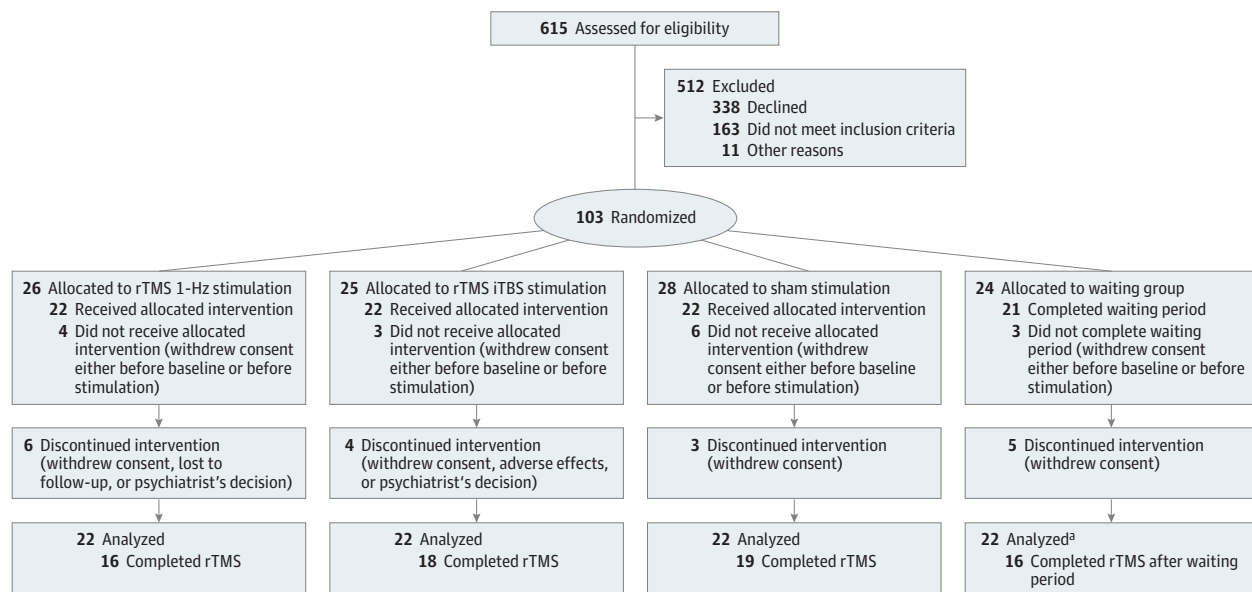 615 Assessed for eligibility
512 Excluded
338 Declined
163 Did not meet inclusion criteria
11 Other reasons
103 Randomized
26 Allocated to rTMS 1-Hz stimulation
22 Received allocated intervention
4 Did not receive allocated
intervention (withdrew consent
either before baseline or before
stimulation)
25 Allocated to rTMS iTBS stimulation
22 Received allocated intervention
3 Did not receive allocated
intervention (withdrew consent
either before baseline or before
stimulation)
28 Allocated to sham stimulation
22 Received allocated intervention
6 Did not receive allocated
intervention (withdrew
consent either before baseline
or before stimulation)
24 Allocated to waiting group
21 Completed waiting period
3 Did not complete waiting
period (withdrew consent
either before baseline or before
stimulation)
6 Discontinued intervention
(withdrew consent, lost to
follow-up, or psychiatrist's decision)
4 Discontinued intervention
(withdrew consent, adverse effects,
or psychiatrist's decision)
3 Discontinued intervention
(withdrew consent)
5 Discontinued intervention
(withdrew consent)
22 Analyzed
16 Completed rTMS
22 Analyzed
18 Completed rTMS
22 Analyzed
19 Completed rTMS
22 Analyzedᵃ
16 Completed rTMS after waiting
period